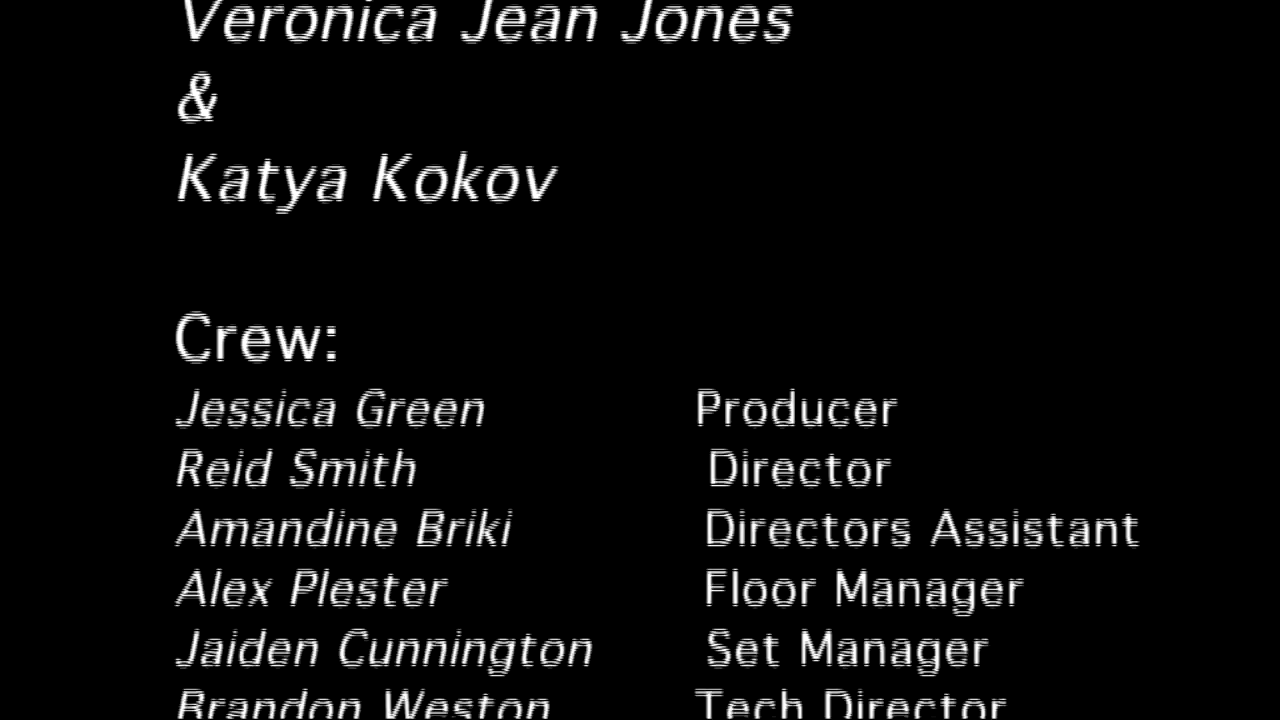 Veronica Jean Jones
&
Katya Kokov
Crew:
Jessica Green Producer
Reid Smith Director
Amandine Briki Directors Assistant
Alex Plester Floor Manager
Jaiden Cunnington Set Manager
Brandon Weston Tech Director